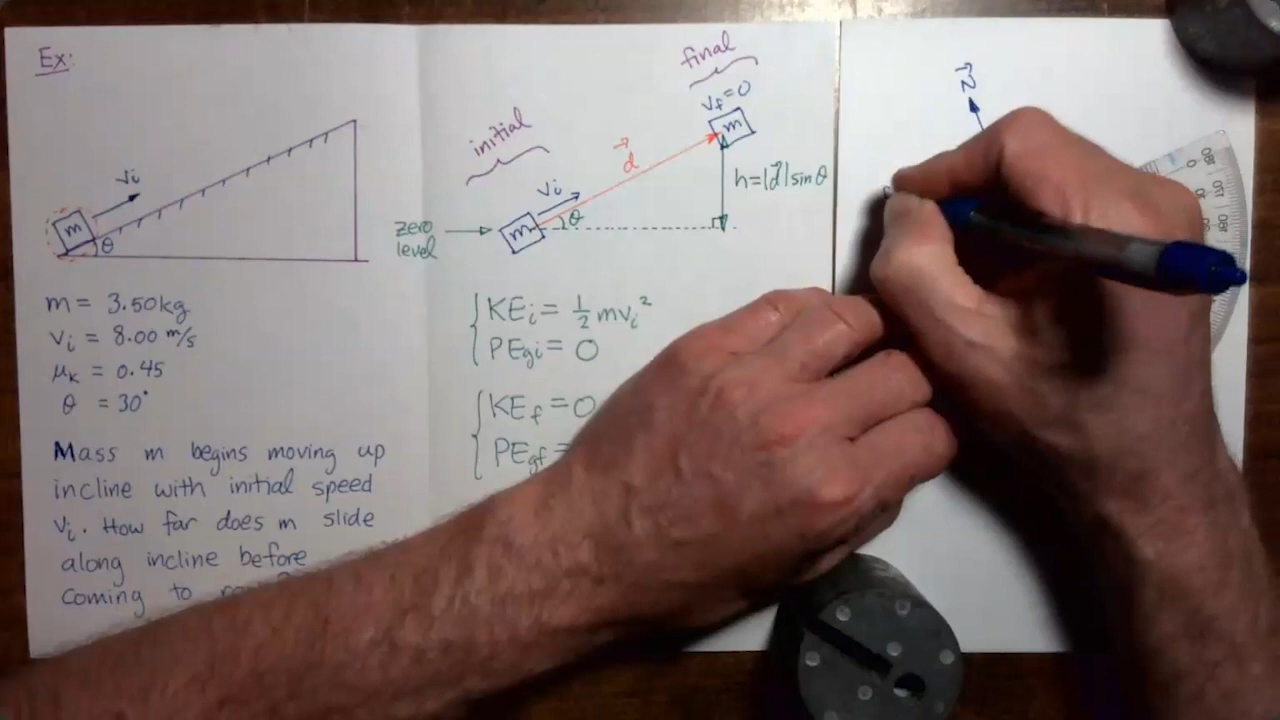 Ex:
vi
m
θ
m = 3.50 kg
vi = 8.00 m/s
μk = 0.45
θ = 30°
Mass m begins moving up
incline with initial speed
vi. How far does m slide
along incline before
coming to
initial
final
vf = 0
m
d⃗
h = |d⃗| sin θ
vi
θ
m
zero
level
KEi = ½ mvi²
PEgi = 0
KEf = 0
PEgf =
N⃗